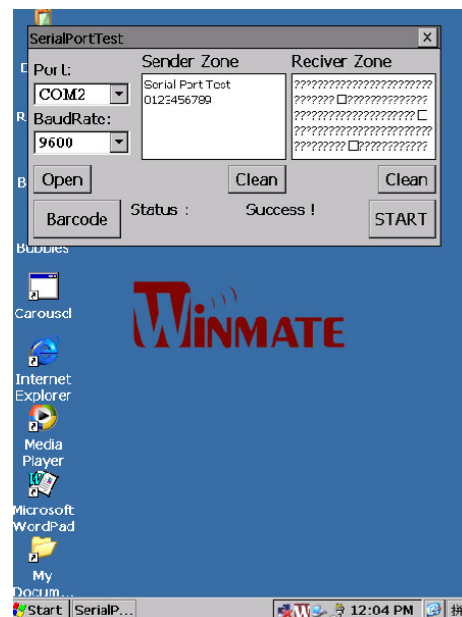 SerialPortTest
Port:
COM2
BaudRate:
9600
Sender Zone
Serial Port Test
0123456789
Reciver Zone
????????????????????????
??????? □??????????????
????????????????????? □
????????????????????????
????????? □????????????
Open
Clean
Clean
Barcode
Status :
Success !
START
Bubbles
Carousel
WINMATE
Internet
Explorer
Media
Player
Microsoft
WordPad
My
Docum...
Start
SerialP...
12:04 PM
拼